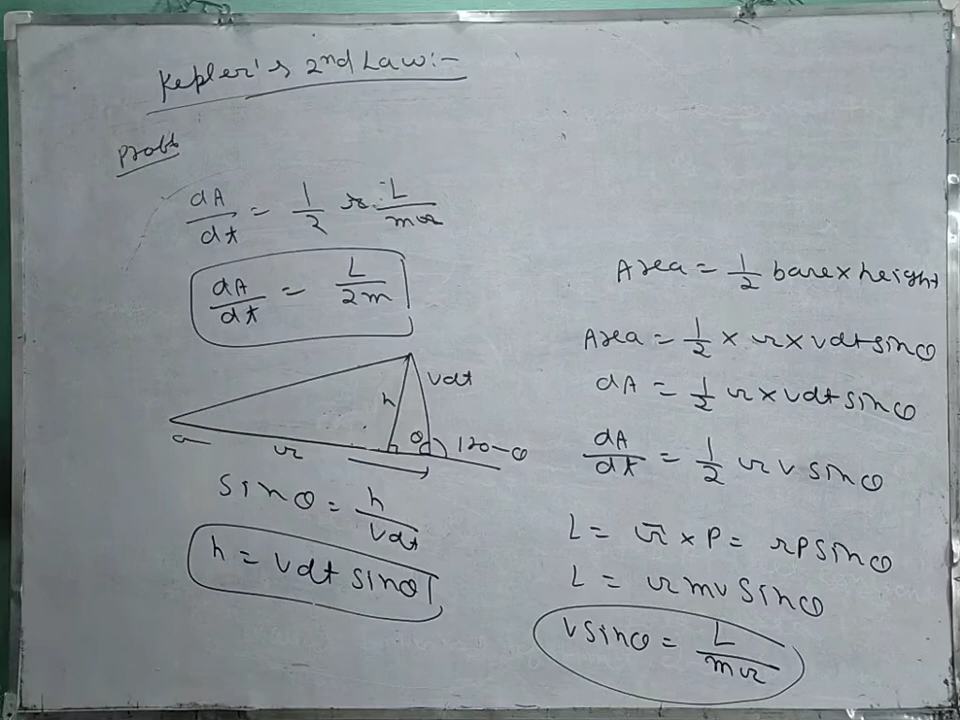 Kepler's 2nd Law:-
Proof
dA/dt = 1/2 r. L/mr
dA/dt = L/2m
vdt
h
θ
180-θ
r
sinθ = h/vdt
h = vdt sinθ
Area = 1/2 base×height
Area = 1/2 × r × vdt sinθ
dA = 1/2 r × vdt sinθ
dA/dt = 1/2 r v sinθ
L = r̄ × P = rP sinθ
L = r mv sinθ
v sinθ = L/mr